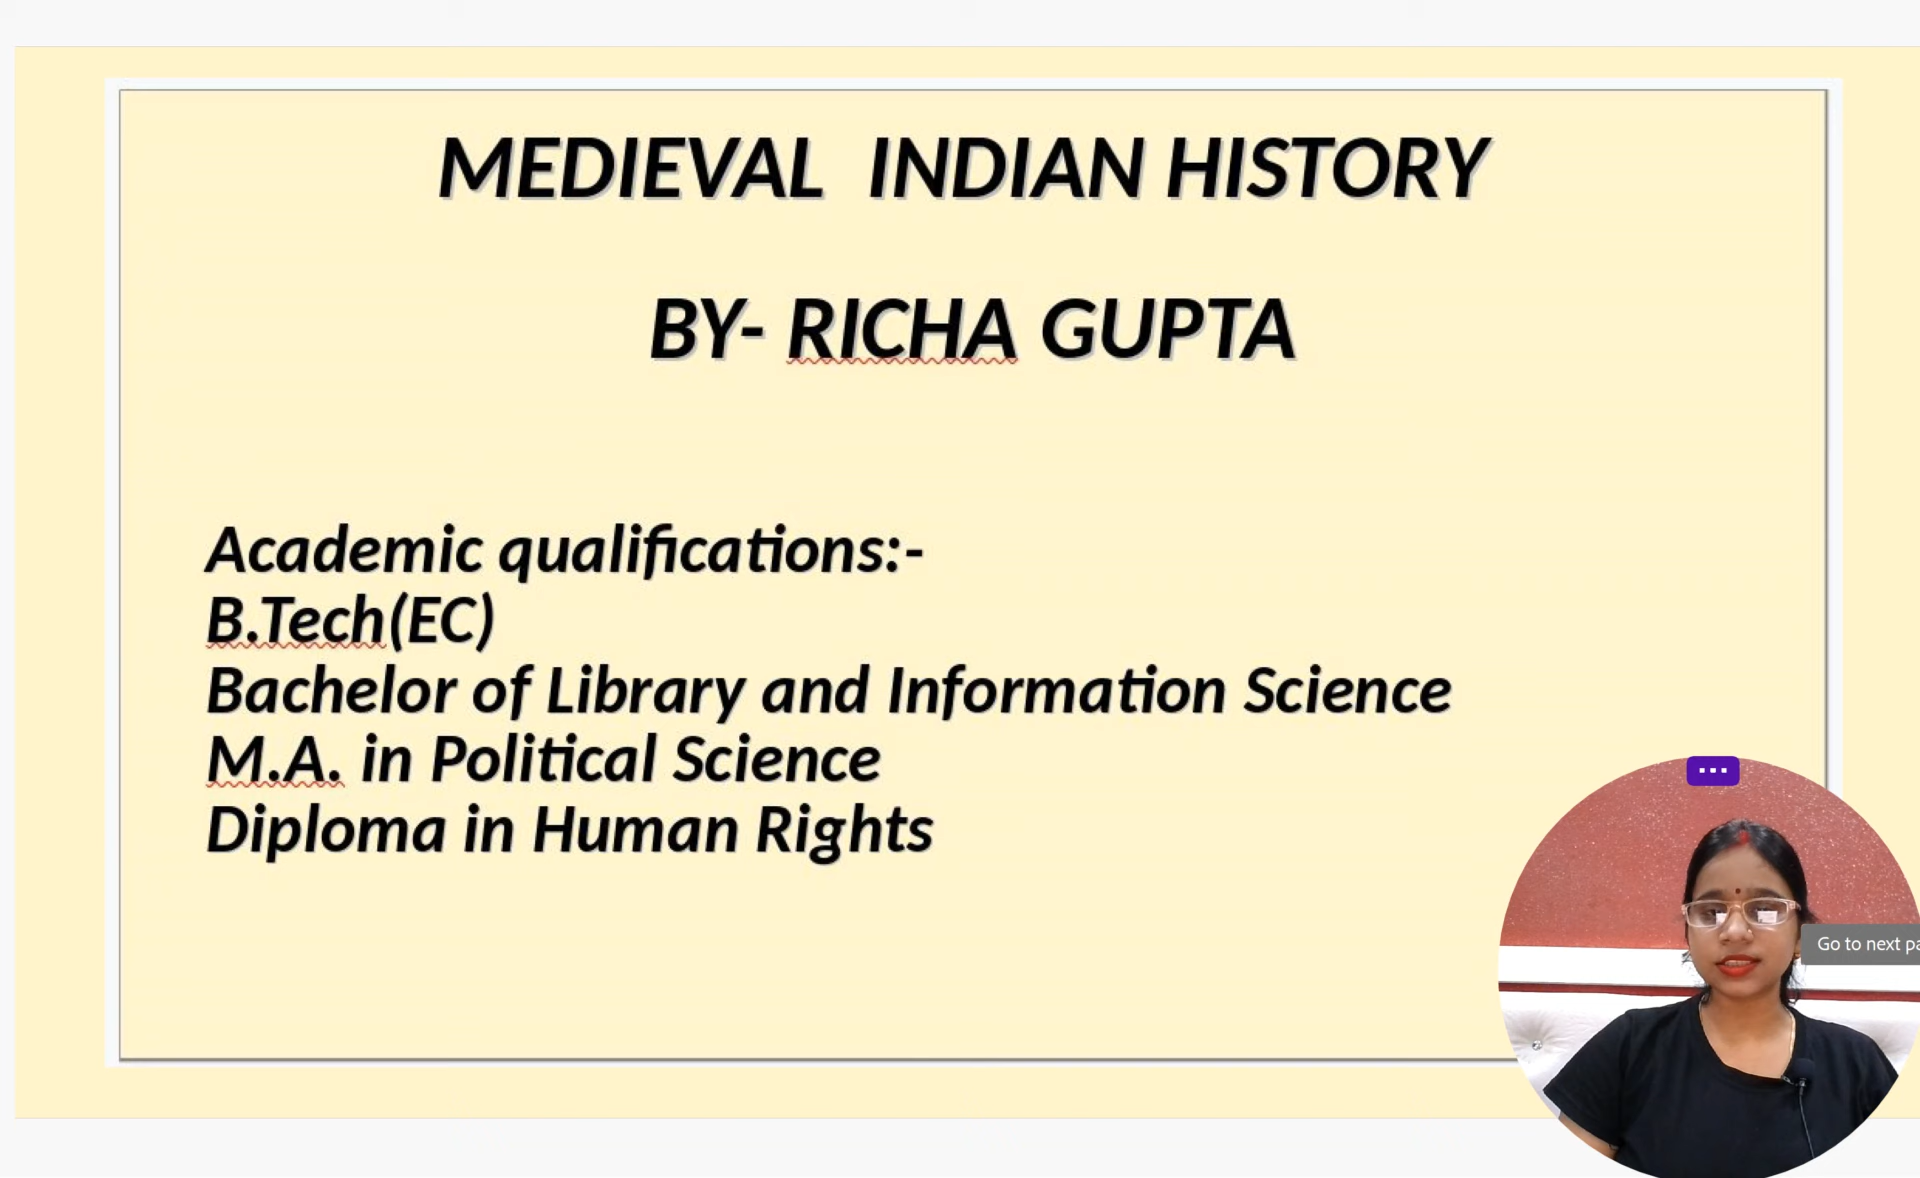 MEDIEVAL INDIAN HISTORY
BY- RICHA GUPTA
Academic qualifications:-
B.Tech(EC)
Bachelor of Library and Information Science
M.A. in Political Science
Diploma in Human Rights
Go to next